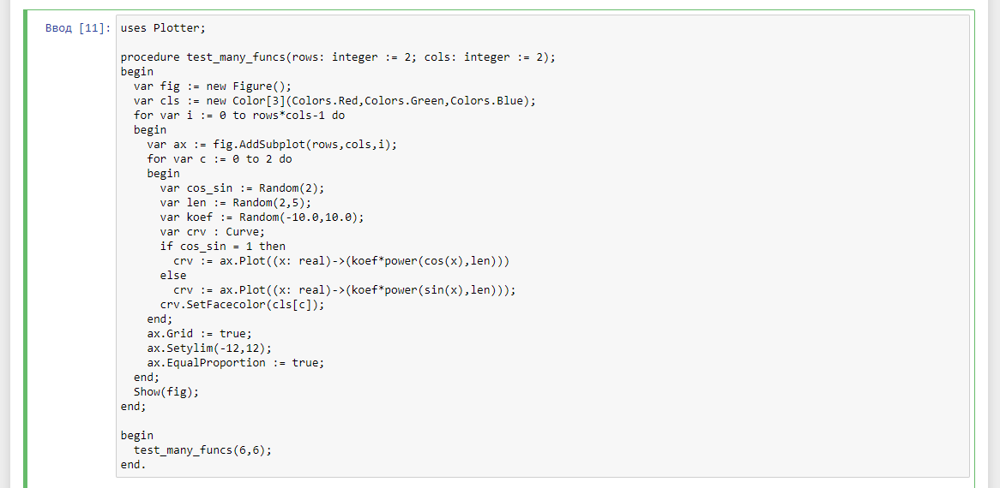 Ввод [11]: uses Plotter;

procedure test_many_funcs(rows: integer := 2; cols: integer := 2);
begin
  var fig := new Figure();
  var cls := new Color[3](Colors.Red,Colors.Green,Colors.Blue);
  for var i := 0 to rows*cols-1 do
  begin
    var ax := fig.AddSubplot(rows,cols,i);
    for var c := 0 to 2 do
    begin
      var cos_sin := Random(2);
      var len := Random(2,5);
      var koef := Random(-10.0,10.0);
      var crv : Curve;
      if cos_sin = 1 then
        crv := ax.Plot((x: real)->(koef*power(cos(x),len)))
      else
        crv := ax.Plot((x: real)->(koef*power(sin(x),len)));
      crv.SetFacecolor(cls[c]);
    end;
    ax.Grid := true;
    ax.Setylim(-12,12);
    ax.EqualProportion := true;
  end;
  Show(fig);
end;

begin
  test_many_funcs(6,6);
end.